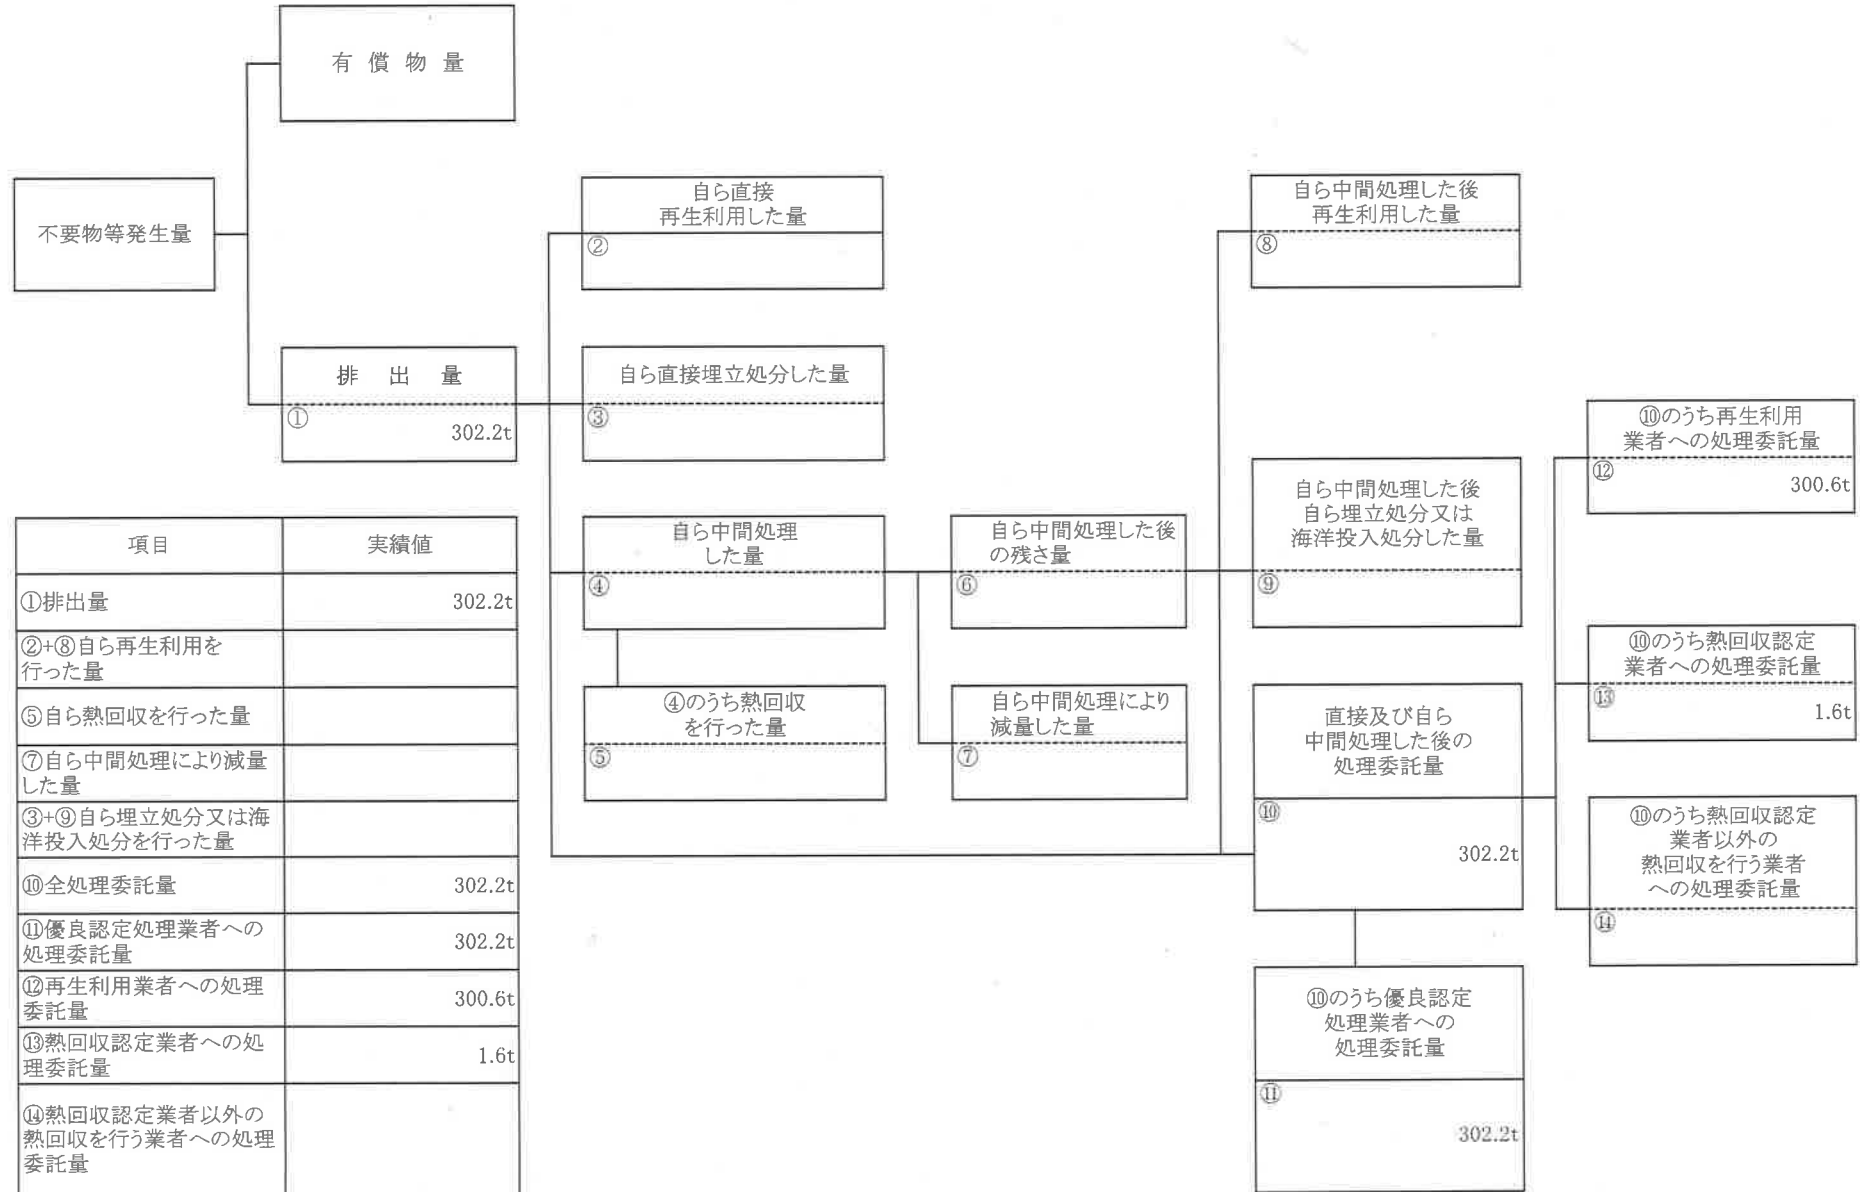 有償物量
不要物等発生量
排出量
①
302.2t
自ら直接
再生利用した量
②
自ら直接埋立処分した量
③
自ら中間処理
した量
④
④のうち熱回収
を行った量
⑤
自ら中間処理した後
の残さ量
⑥
自ら中間処理により
減量した量
⑦
自ら中間処理した後
再生利用した量
⑧
自ら中間処理した後
自ら埋立処分又は
海洋投入処分した量
⑨
直接及び自ら
中間処理した後の
処理委託量
⑩
302.2t
⑩のうち優良認定
処理業者への
処理委託量
⑪
302.2t
⑩のうち再生利用
業者への処理委託量
⑫
300.6t
⑩のうち熱回収認定
業者への処理委託量
⑬
1.6t
⑩のうち熱回収認定
業者以外の
熱回収を行う業者
への処理委託量
⑭
項目 実績値
①排出量 302.2t
②+⑧自ら再生利用を
行った量
⑤自ら熱回収を行った量
⑦自ら中間処理により減量
した量
③+⑨自ら埋立処分又は海
洋投入処分を行った量
⑩全処理委託量 302.2t
⑪優良認定処理業者への
処理委託量 302.2t
⑫再生利用業者への処理
委託量 300.6t
⑬熱回収認定業者への処
理委託量 1.6t
⑭熱回収認定業者以外の
熱回収を行う業者への処理
委託量